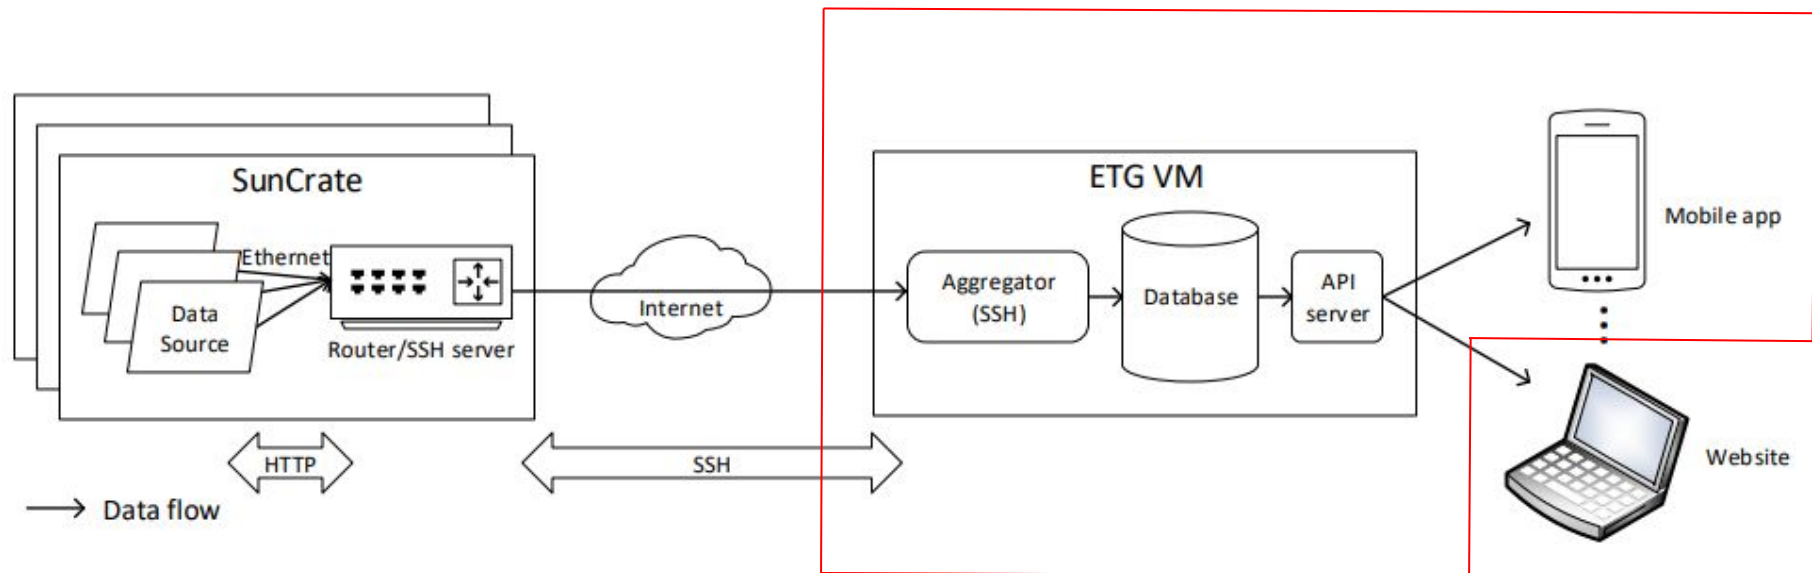 SunCrate
Ethernet
Data
Source
Router/SSH server
HTTP
Data flow
Internet
SSH
ETG VM
Aggregator
(SSH)
Database
API
server
Mobile app
Website